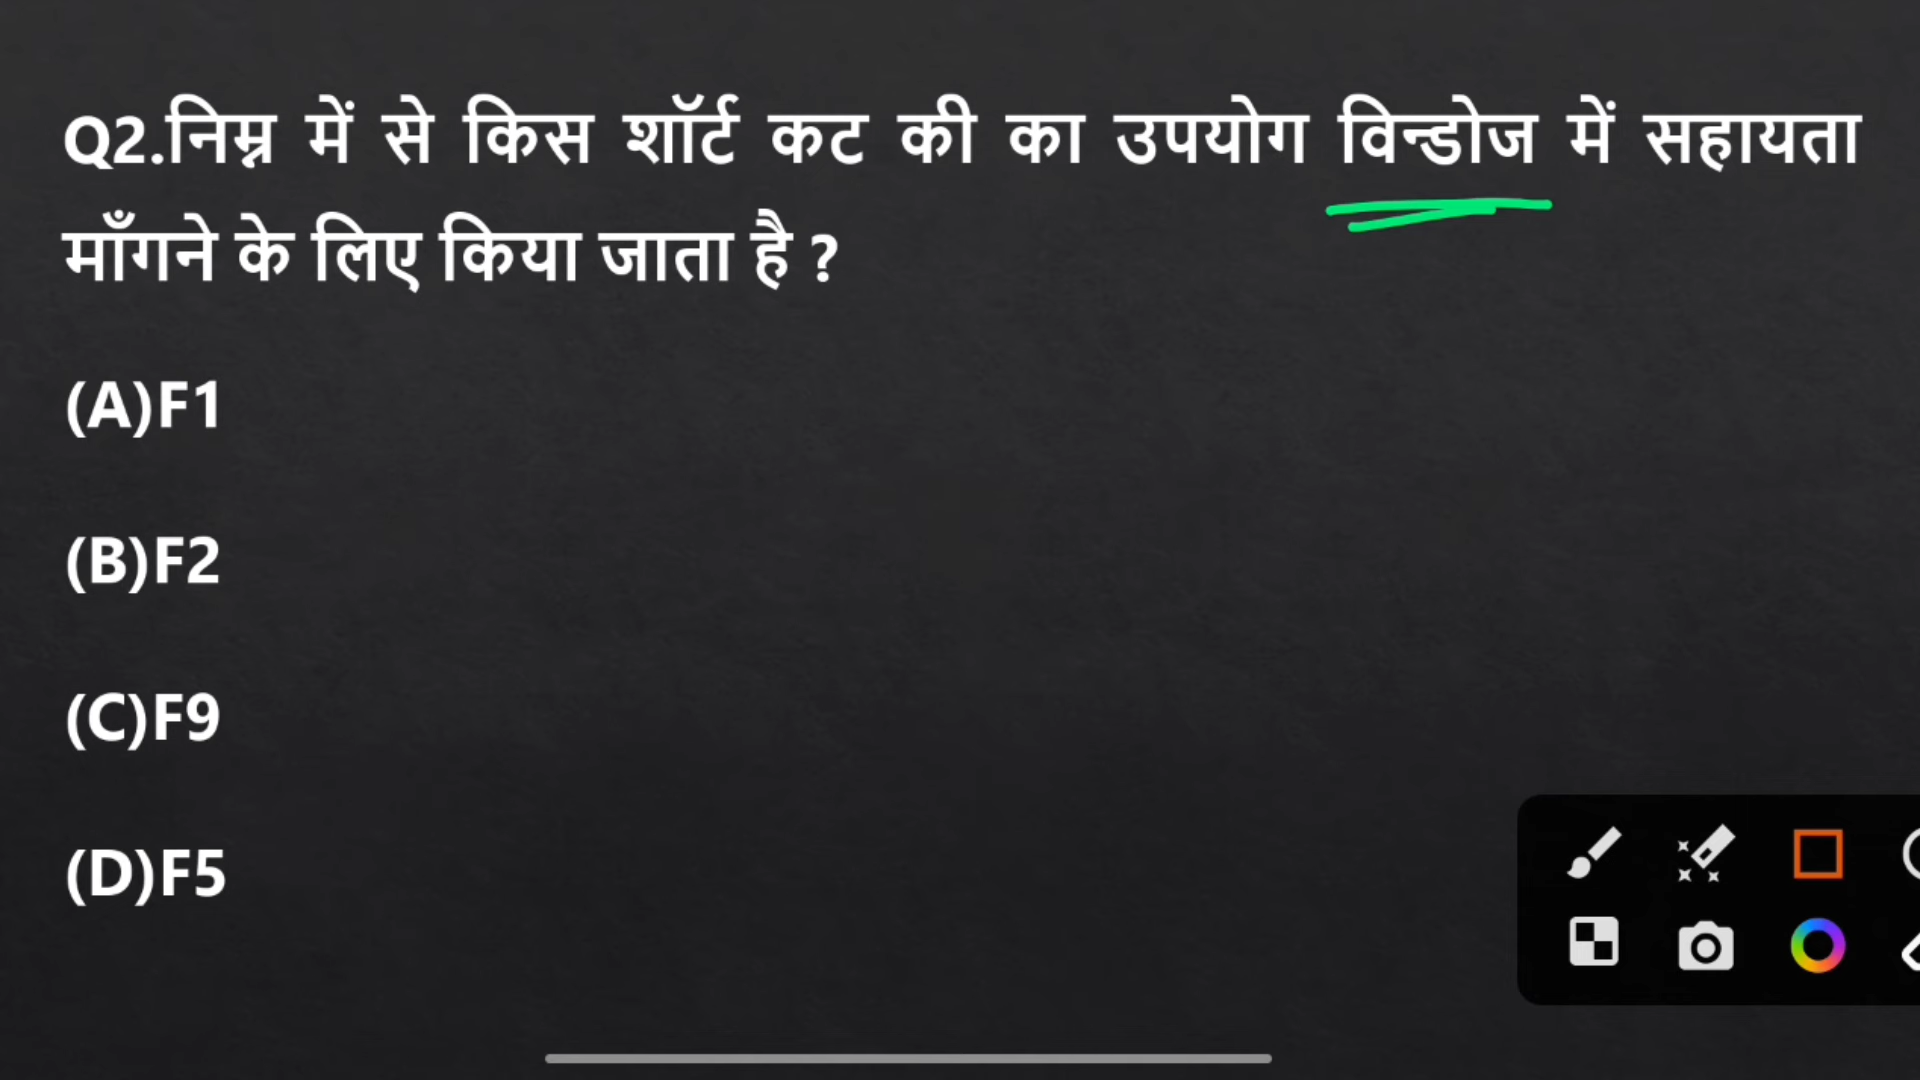 Q2.निम्न में से किस शॉर्ट कट की का उपयोग विन्डोज में सहायता
माँगने के लिए किया जाता है ?
(A)F1
(B)F2
(C)F9
(D)F5